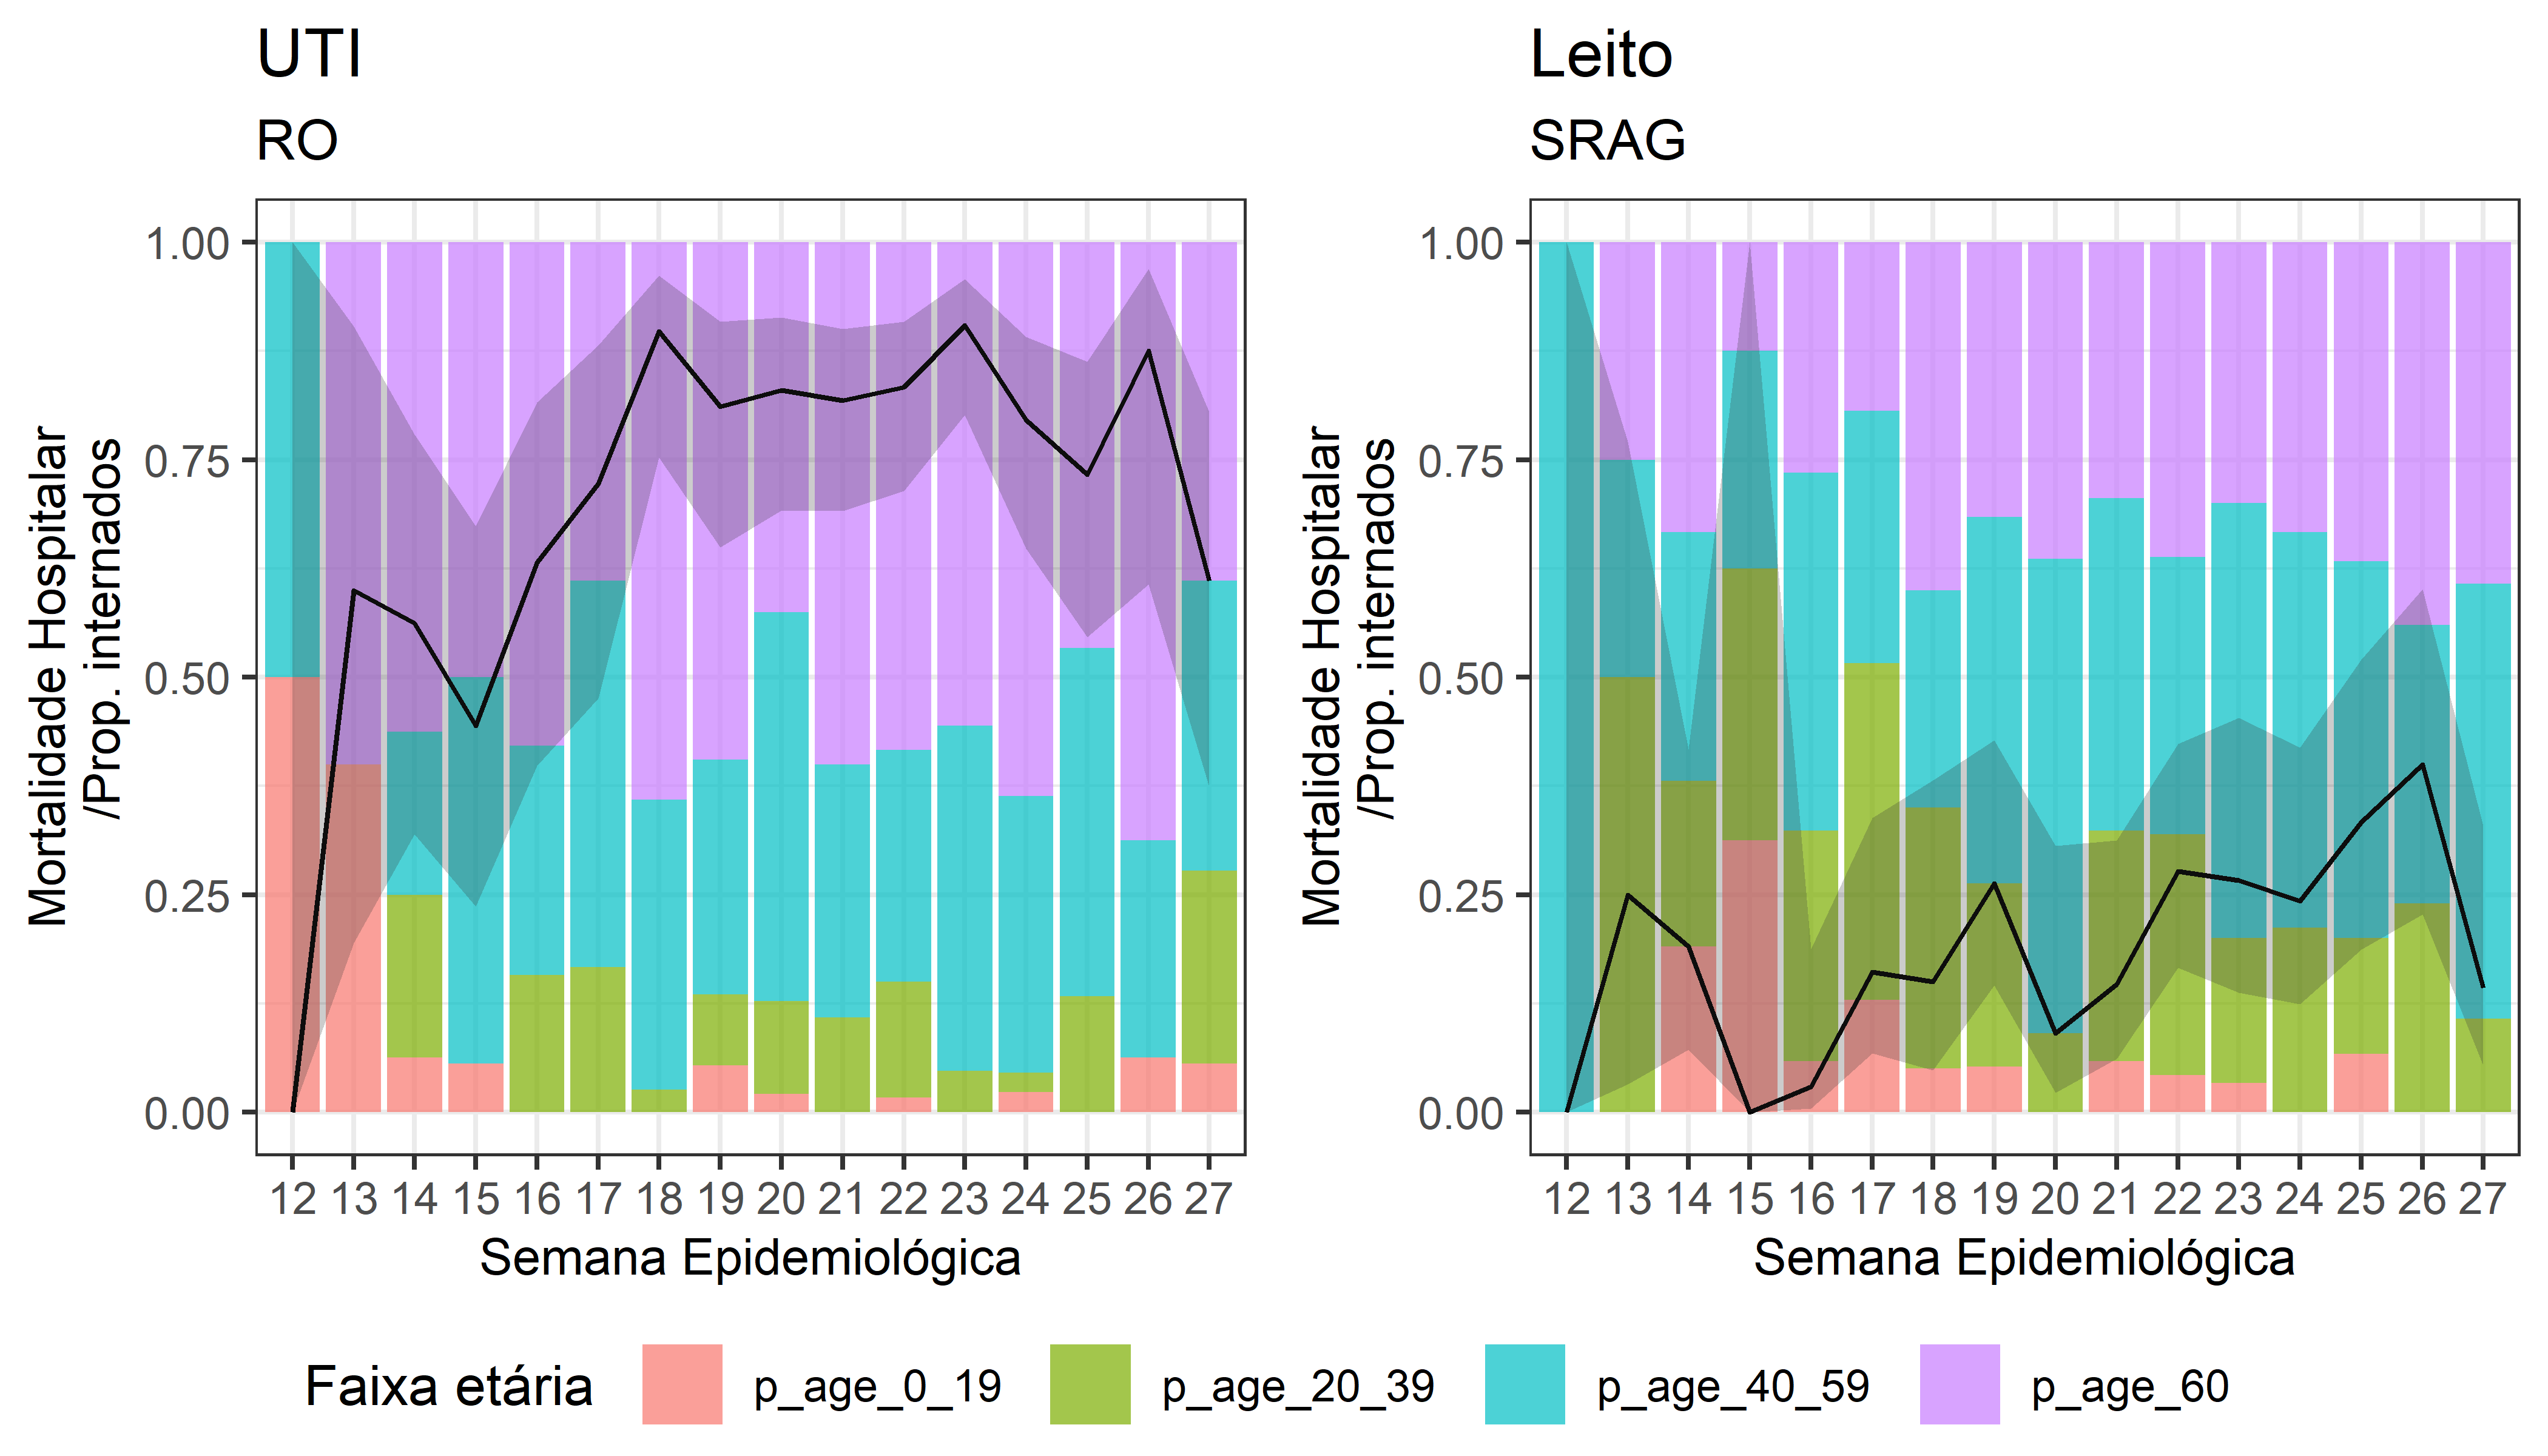 UTI
RO
Mortalidade Hospitalar
/Prop. internados
1.00
0.75
0.50
0.25
0.00
12 13 14 15 16 17 18 19 20 21 22 23 24 25 26 27
Semana Epidemiológica
Leito
SRAG
Mortalidade Hospitalar
/Prop. internados
1.00
0.75
0.50
0.25
0.00
12 13 14 15 16 17 18 19 20 21 22 23 24 25 26 27
Semana Epidemiológica
Faixa etária p_age_0_19 p_age_20_39 p_age_40_59 p_age_60